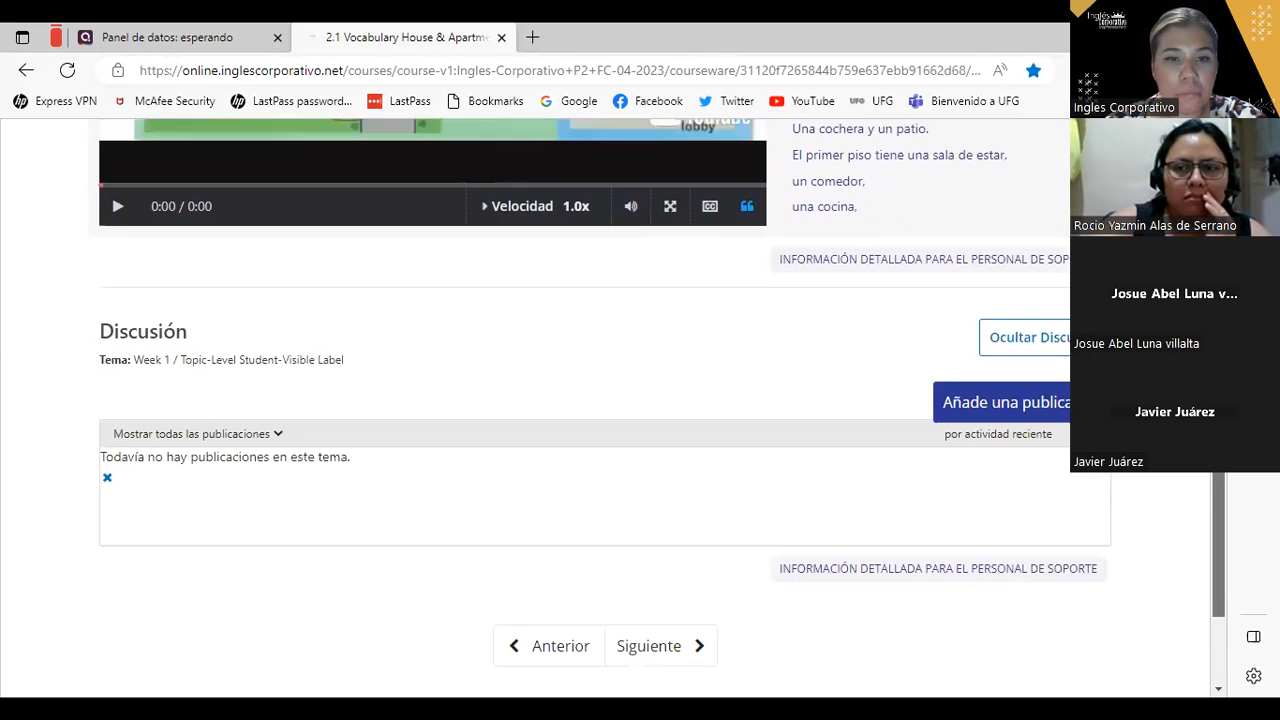 Panel de datos: esperando
2.1 Vocabulary House & Apartme
https://online.inglescorporativo.net/courses/course-v1:Ingles-Corporativo+P2+FC-04-2023/courseware/31120f7265844b759e637ebb91662d68/...
Express VPN
McAfee Security
LastPass password...
LastPass
Bookmarks
Google
Facebook
Twitter
YouTube
UFG
Bienvenido a UFG
lobby
Una cochera y un patio.
El primer piso tiene una sala de estar,
un comedor,
una cocina,
0:00 / 0:00
Velocidad 1.0x
INFORMACIÓN DETALLADA PARA EL PERSONAL DE SOP
Discusión
Tema: Week 1 / Topic-Level Student-Visible Label
Ocultar Discu
Añade una publica
Mostrar todas las publicaciones
por actividad reciente
Todavía no hay publicaciones en este tema.
INFORMACIÓN DETALLADA PARA EL PERSONAL DE SOPORTE
Anterior
Siguiente
Inglés
Corporativo
Ingles Corporativo
Rocio Yazmin Alas de Serrano
Josue Abel Luna v...
Josue Abel Luna villalta
Javier Juárez
Javier Juárez